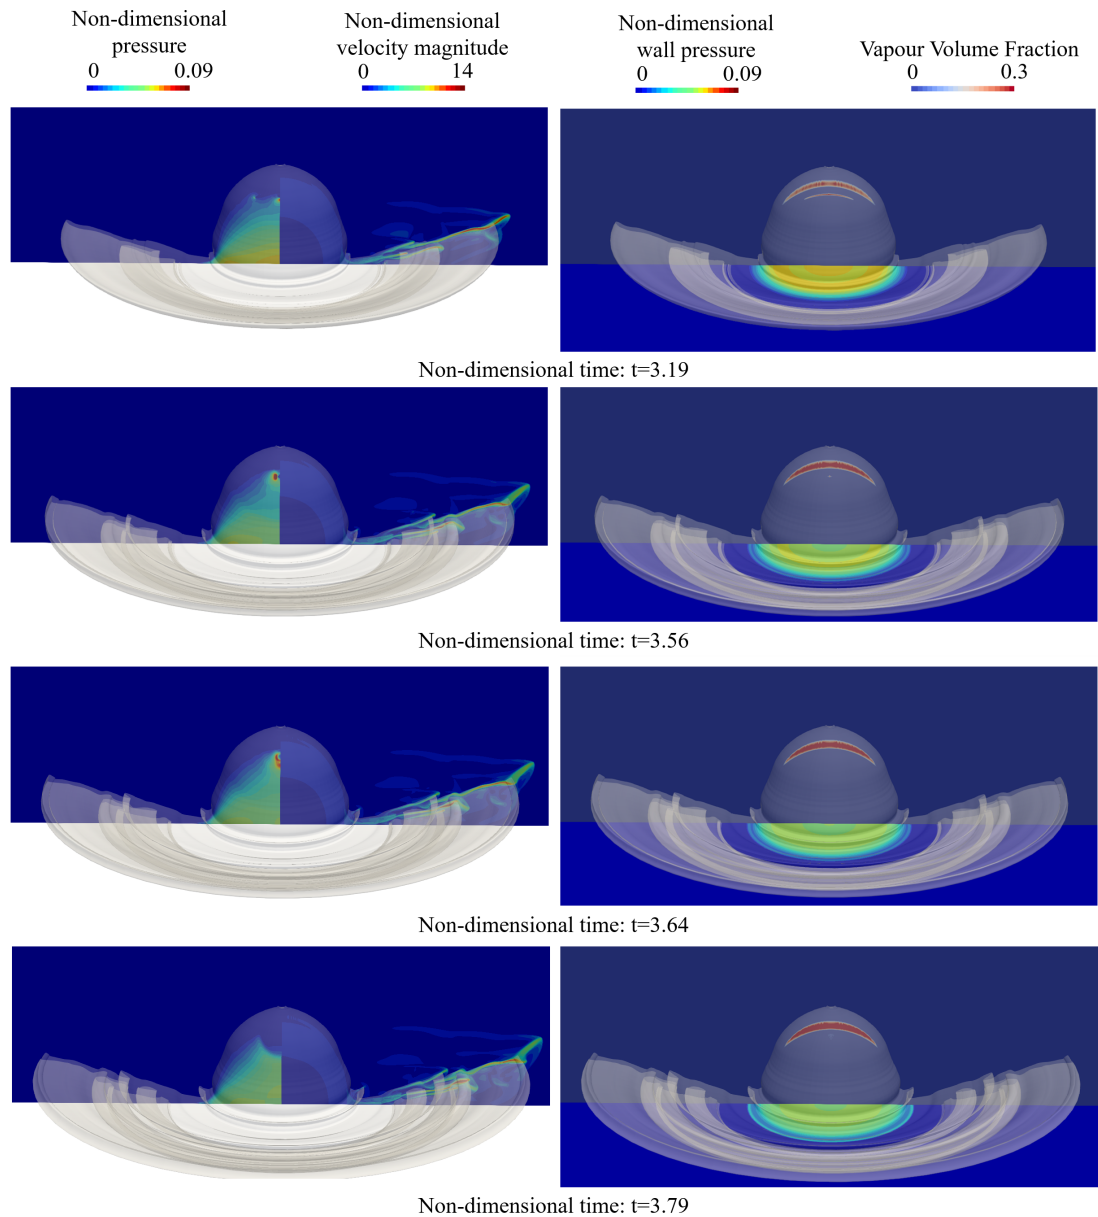 Non-dimensional
pressure
0 0.09
Non-dimensional
velocity magnitude
0 14
Non-dimensional
wall pressure
0 0.09
Vapour Volume Fraction
0 0.3
Non-dimensional time: t=3.19
Non-dimensional time: t=3.56
Non-dimensional time: t=3.64
Non-dimensional time: t=3.79